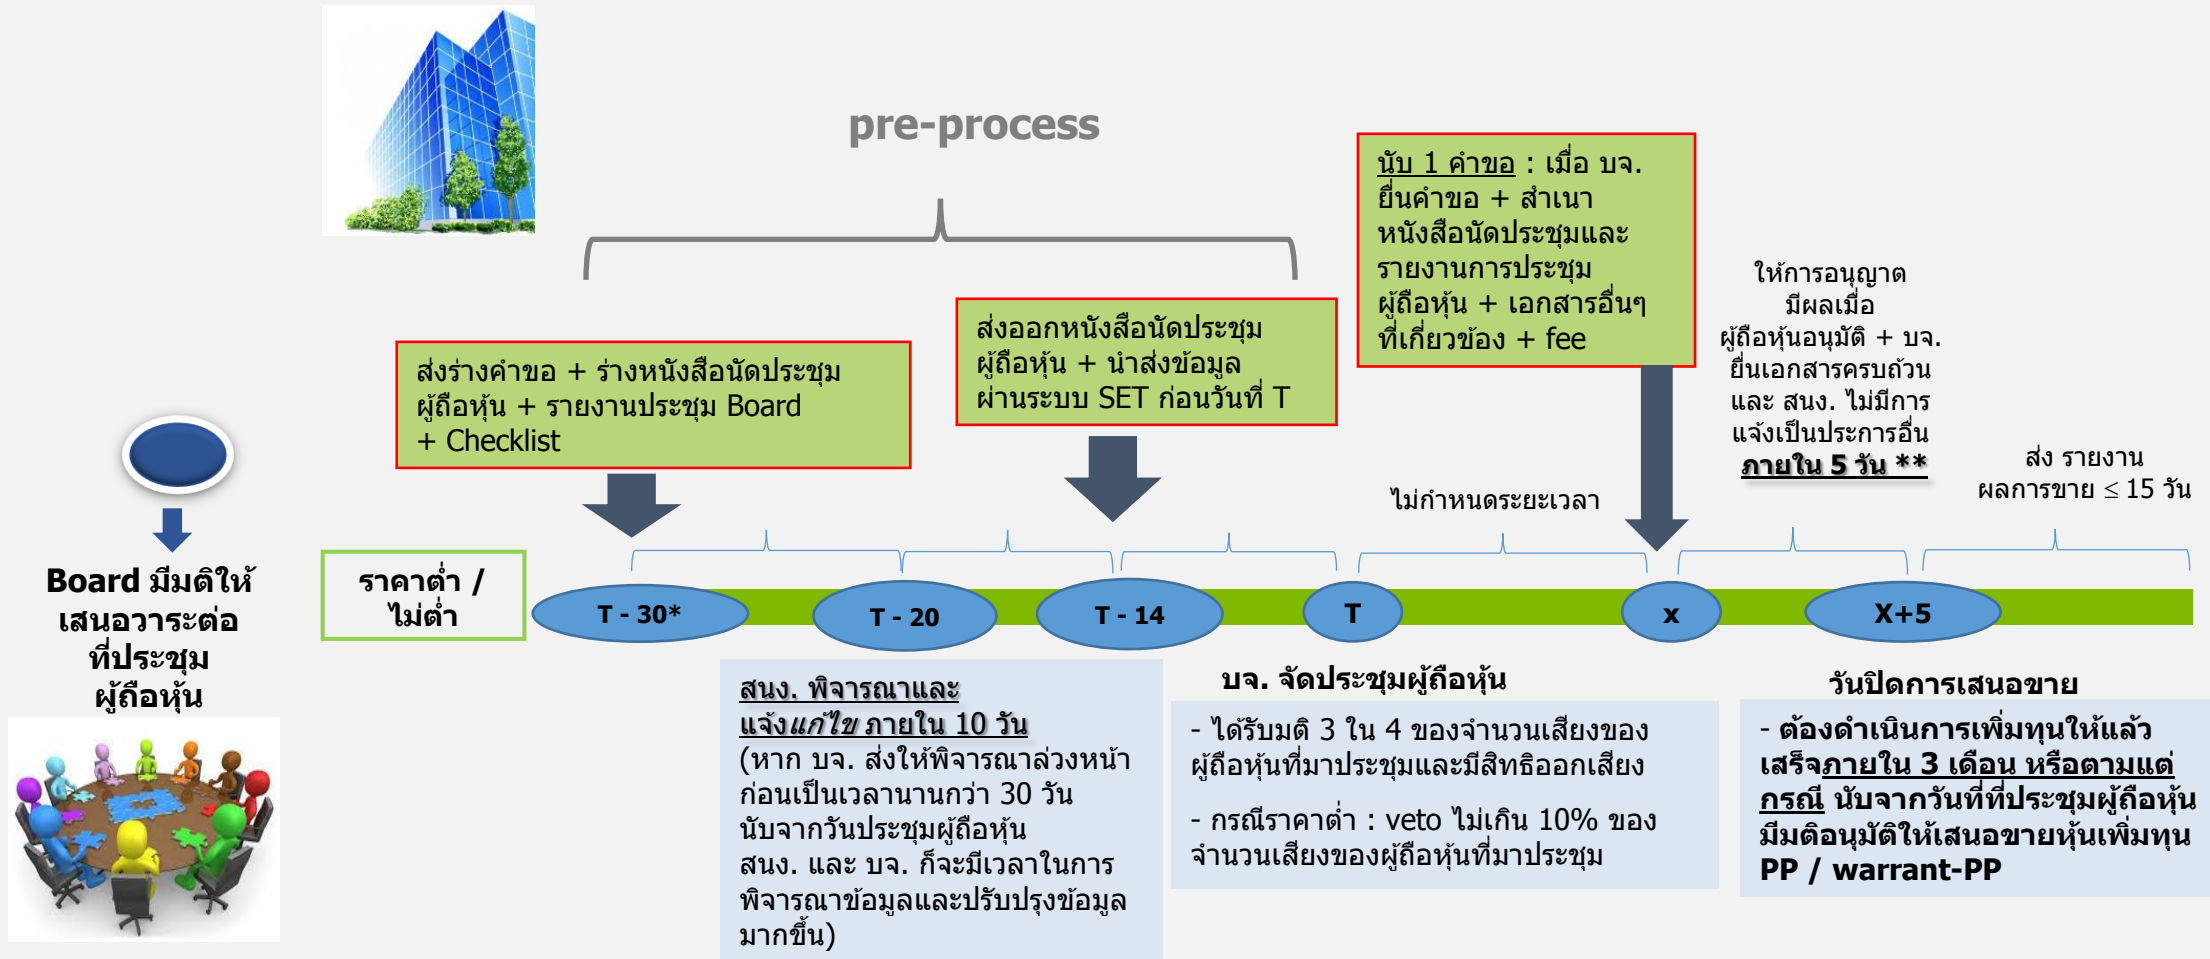 pre-process
นับ 1 คำขอ : เมื่อ บจ.
ยื่นคำขอ + สำเนา
หนังสือนัดประชุมและ
รายงานการประชุม
ผู้ถือหุ้น + เอกสารอื่นๆ
ที่เกี่ยวข้อง + fee
ให้การอนุญาต
มีผลเมื่อ
ผู้ถือหุ้นอนุมัติ + บจ.
ยื่นเอกสารครบถ้วน
และ สนง. ไม่มีการ
แจ้งเป็นประการอื่น
ภายใน 5 วัน **
ส่งออกหนังสือนัดประชุม
ผู้ถือหุ้น + นำส่งข้อมูล
ผ่านระบบ SET ก่อนวันที่ T
ส่งร่างคำขอ + ร่างหนังสือนัดประชุม
ผู้ถือหุ้น + รายงานประชุม Board
+ Checklist
ส่ง รายงาน
ผลการขาย ≤ 15 วัน
ไม่กำหนดระยะเวลา
Board มีมติให้
เสนอวาระต่อ
ที่ประชุม
ผู้ถือหุ้น
ราคาต่ำ /
ไม่ต่ำ
T - 30*
T - 20
T - 14
T
x
X+5
สนง. พิจารณาและ
แจ้งแก้ไข ภายใน 10 วัน
(หาก บจ. ส่งให้พิจารณาล่วงหน้า
ก่อนเป็นเวลานานกว่า 30 วัน
นับจากวันประชุมผู้ถือหุ้น
สนง. และ บจ. ก็จะมีเวลาในการ
พิจารณาข้อมูลและปรับปรุงข้อมูล
มากขึ้น)
บจ. จัดประชุมผู้ถือหุ้น
- ได้รับมติ 3 ใน 4 ของจำนวนเสียงของ
ผู้ถือหุ้นที่มาประชุมและมีสิทธิออกเสียง
- กรณีราคาต่ำ : veto ไม่เกิน 10% ของ
จำนวนเสียงของผู้ถือหุ้นที่มาประชุม
วันปิดการเสนอขาย
- ต้องดำเนินการเพิ่มทุนให้แล้ว
เสร็จภายใน 3 เดือน หรือตามแต่
กรณี นับจากวันที่ที่ประชุมผู้ถือหุ้น
มีมติอนุมัติให้เสนอขายหุ้นเพิ่มทุน
PP / warrant-PP